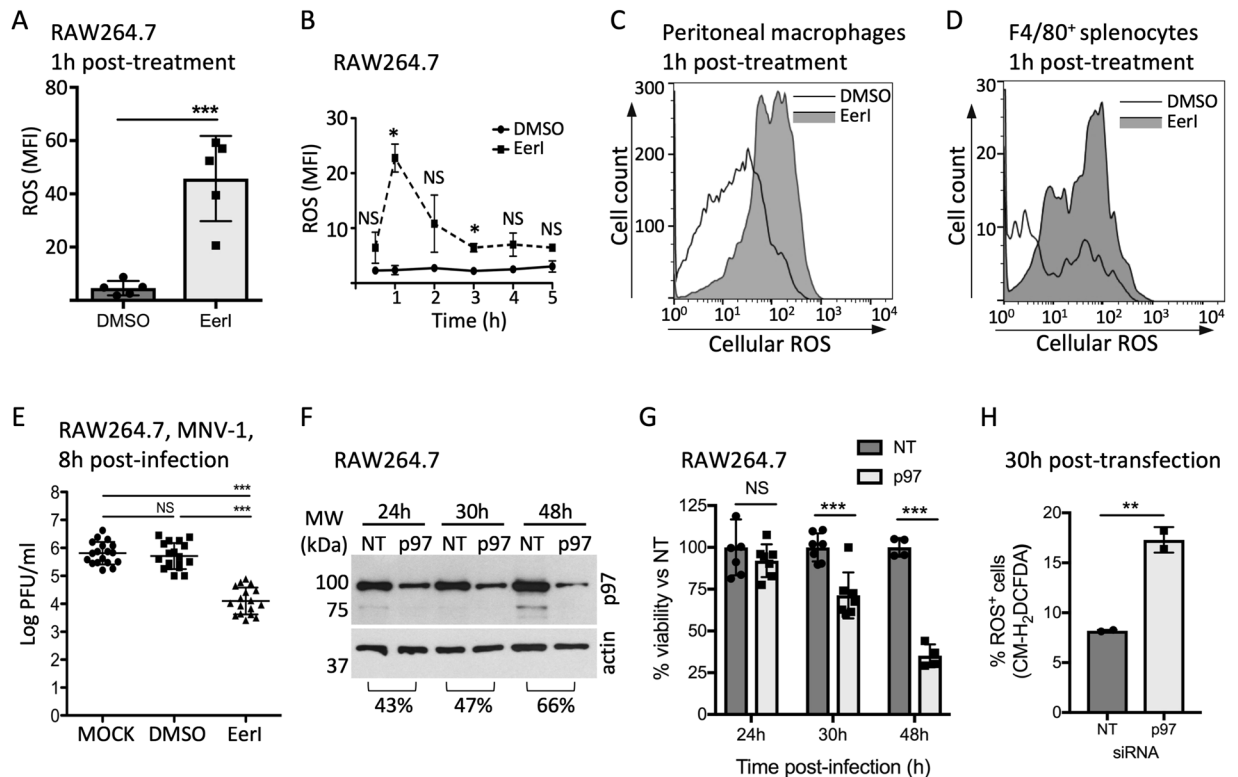 A
RAW264.7
1h post-treatment
ROS (MFI)
80
60
40
20
***
DMSO
EerI
B
RAW264.7
ROS (MFI)
30
20
10
DMSO
EerI
NS
*
NS
*
NS
NS
1 2 3 4 5
Time (h)
C
Peritoneal macrophages
1h post-treatment
Cell count
300
200
100
DMSO
EerI
10⁰ 10¹ 10² 10³ 10⁴
Cellular ROS
D
F4/80⁺ splenocytes
1h post-treatment
Cell count
30
20
10
0
DMSO
EerI
10⁰ 10¹ 10² 10³ 10⁴
Cellular ROS
E
RAW264.7, MNV-1,
8h post-infection
Log PFU/ml
8
7
6
5
4
3
2
1
0
***
NS
***
MOCK DMSO EerI
F
RAW264.7
MW
(kDa)
24h 30h 48h
NT p97 NT p97 NT p97
100
75
37
p97
actin
43% 47% 66%
G
RAW264.7
NT
p97
% viability vs NT
125
100
75
50
25
0
NS
***
***
24h 30h 48h
Time post-infection (h)
H
30h post-transfection
% ROS⁺ cells
(CM-H₂DCFDA)
20
15
10
5
0
**
NT p97
siRNA